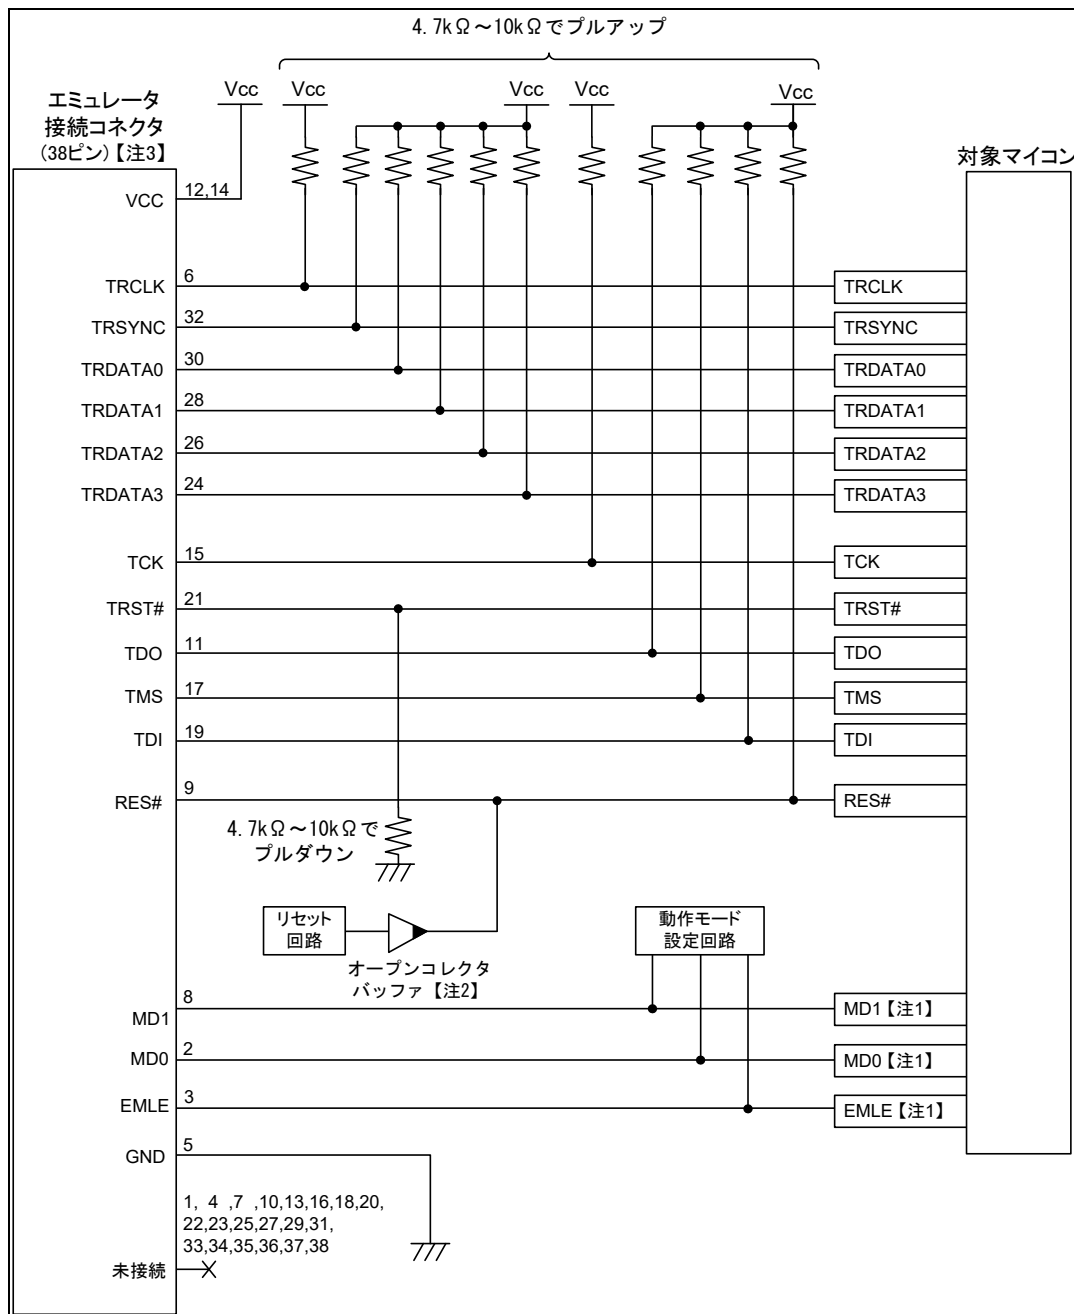 4.7kΩ～10kΩでプルアップ
Vcc Vcc Vcc Vcc Vcc
エミュレータ
接続コネクタ
(38ピン)【注3】
対象マイコン
VCC 12,14
TRCLK 6 TRCLK
TRSYNC 32 TRSYNC
TRDATA0 30 TRDATA0
TRDATA1 28 TRDATA1
TRDATA2 26 TRDATA2
TRDATA3 24 TRDATA3
TCK 15 TCK
TRST# 21 TRST#
TDO 11 TDO
TMS 17 TMS
TDI 19 TDI
RES# 9 RES#
4.7kΩ～10kΩで
プルダウン
リセット
回路
オープンコレクタ
バッファ【注2】
動作モード
設定回路
MD1 8 MD1【注1】
MD0 2 MD0【注1】
EMLE 3 EMLE【注1】
GND 5
1, 4 ,7 ,10,13,16,18,20,
22,23,25,27,29,31,
33,34,35,36,37,38
未接続